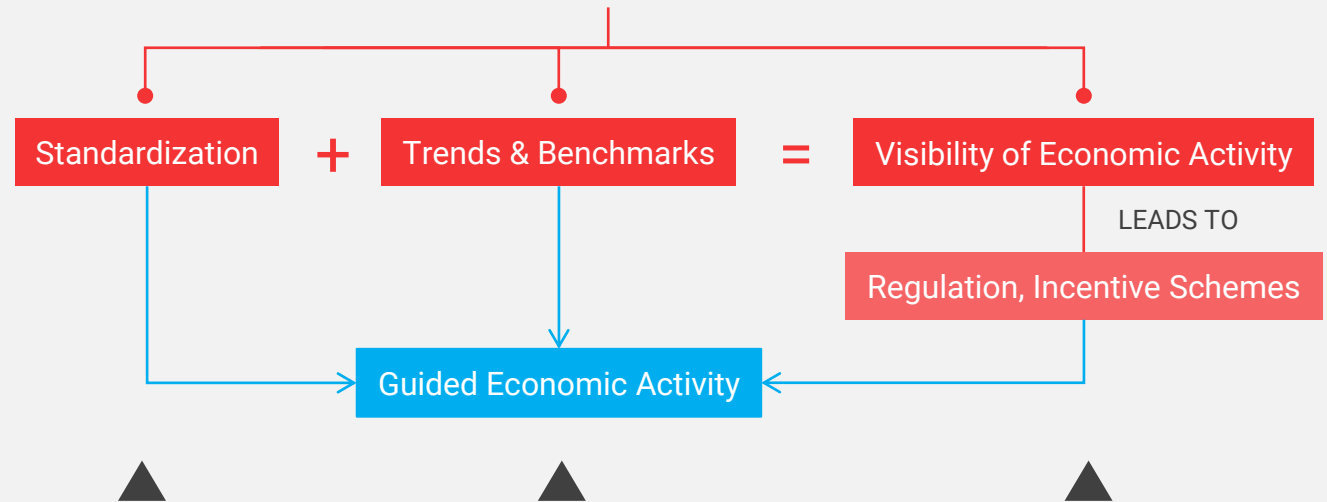 Standardization + Trends & Benchmarks = Visibility of Economic Activity
LEADS TO
Regulation, Incentive Schemes
Guided Economic Activity